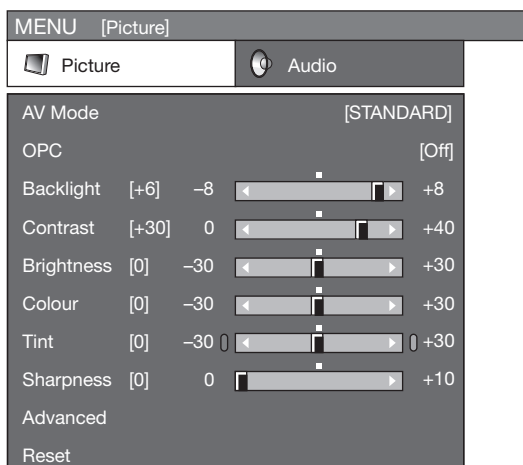 MENU [Picture]
Picture Audio
AV Mode [STANDARD]
OPC [Off]
Backlight [+6] –8 +8
Contrast [+30] 0 +40
Brightness [0] –30 +30
Colour [0] –30 +30
Tint [0] –30 +30
Sharpness [0] 0 +10
Advanced
Reset